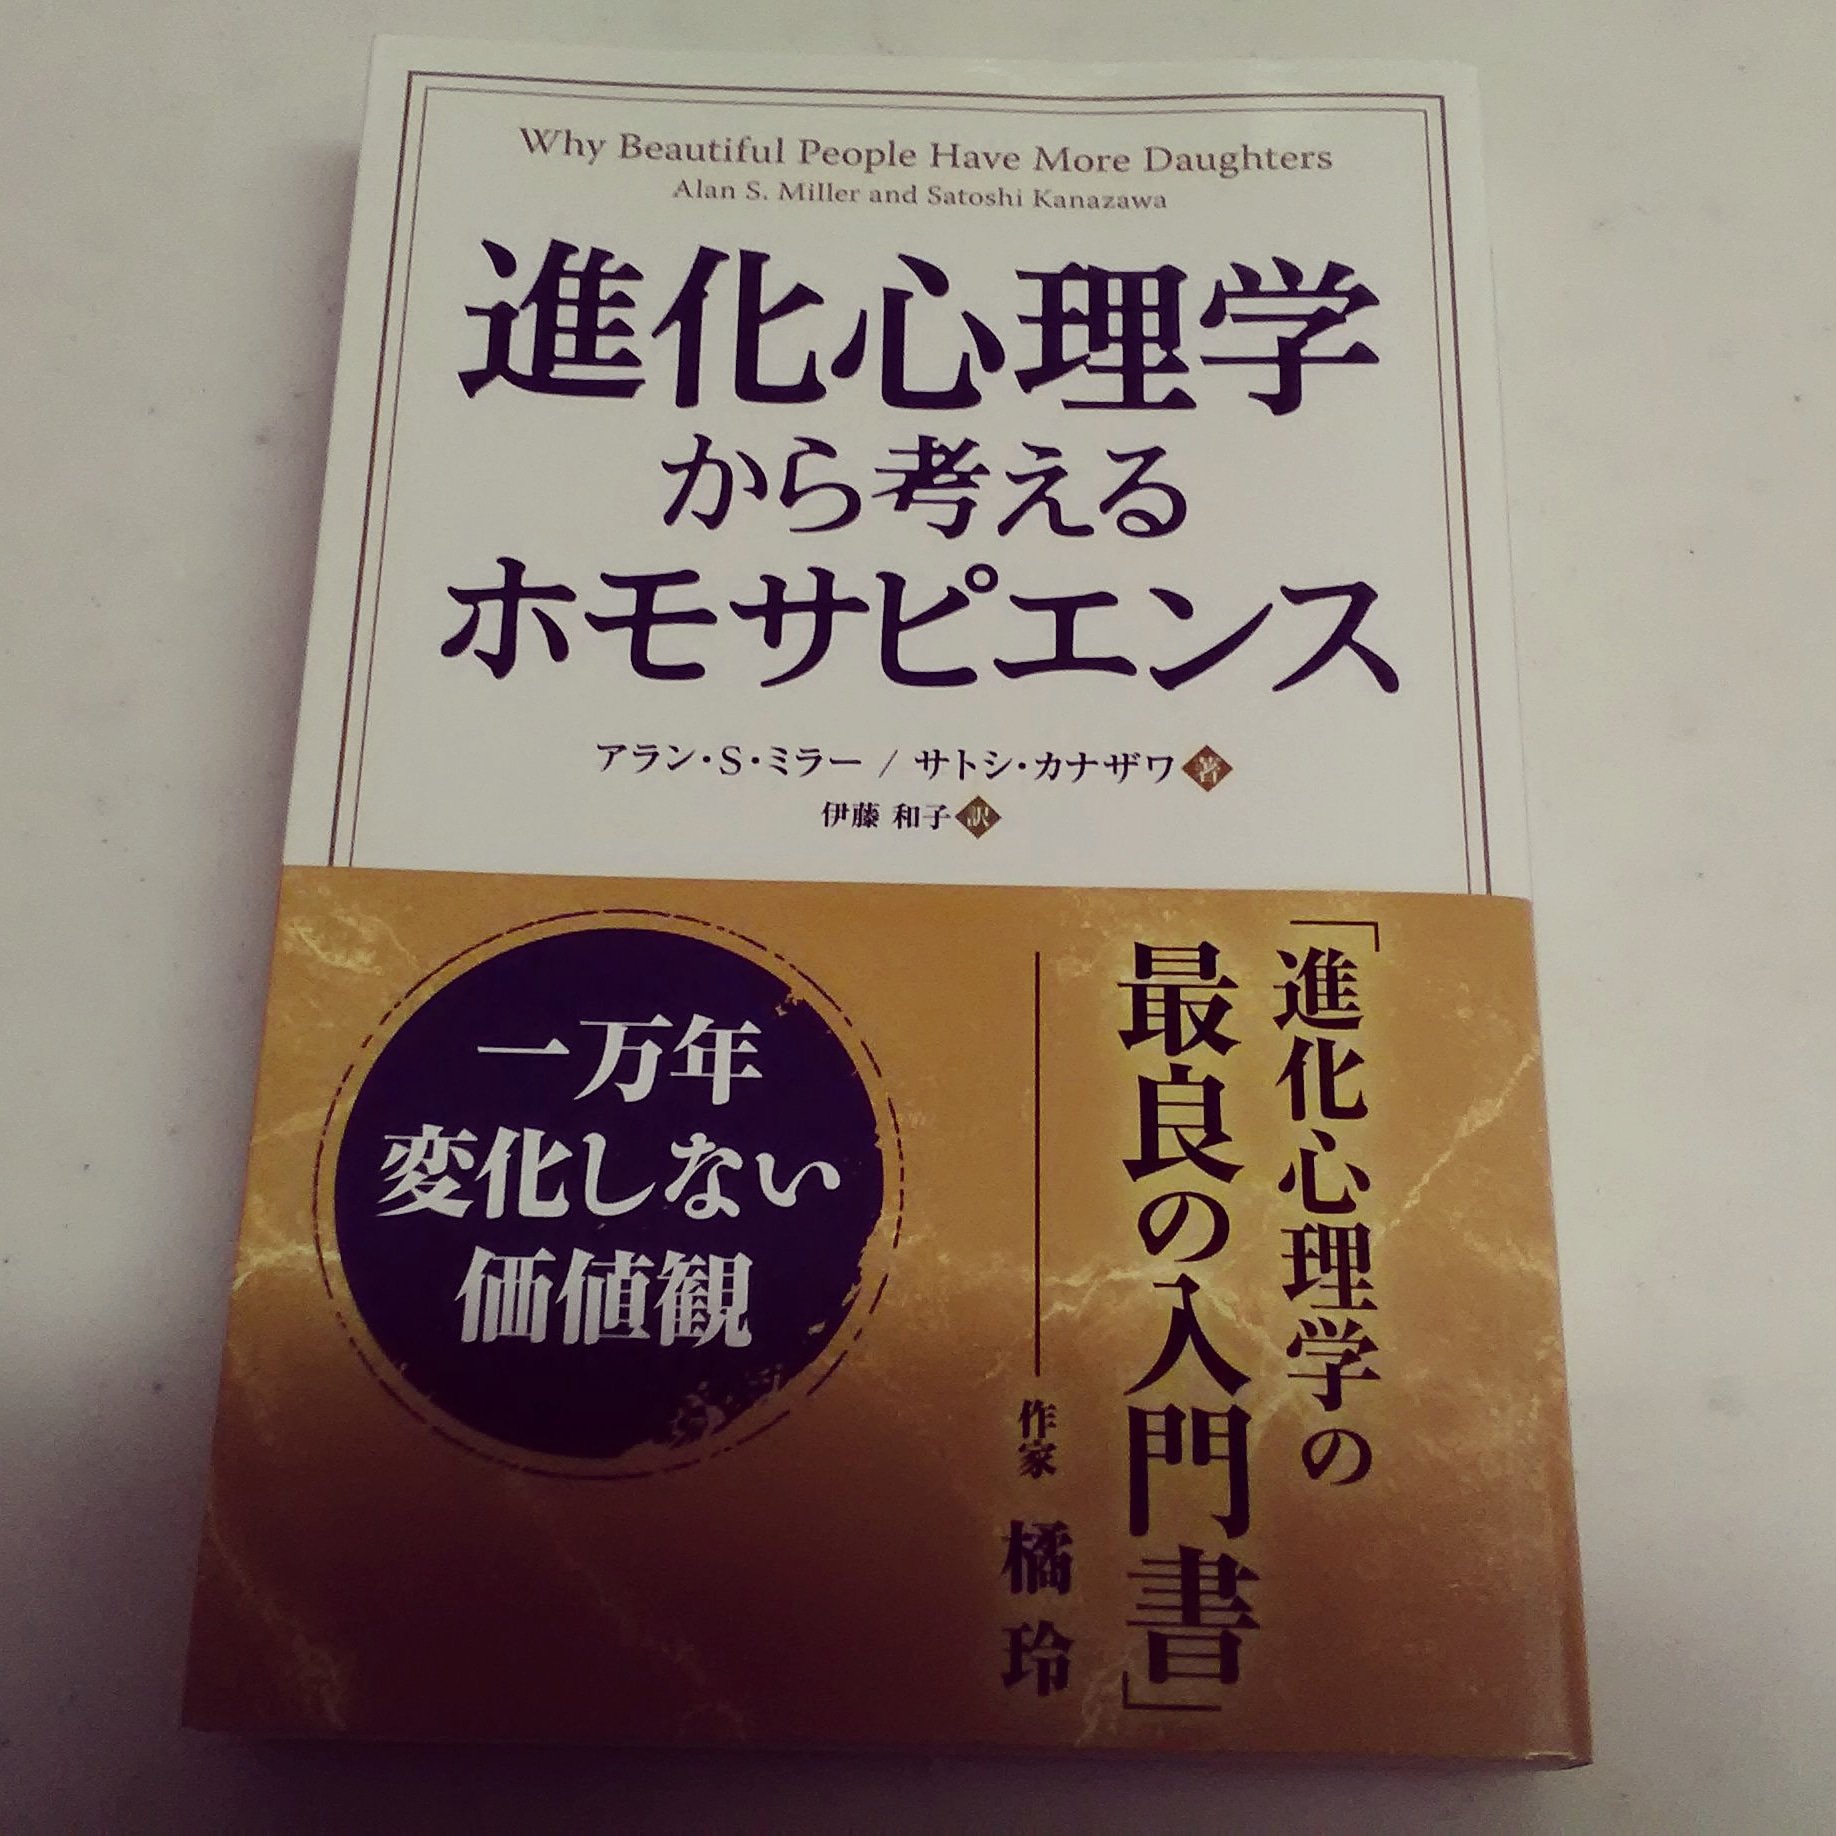 Why Beautiful People Have More Daughters
Alan S. Miller and Satoshi Kanazawa
進化心理学
から考える
ホモサピエンス
アラン・S・ミラー / サトシ・カナザワ 著
伊藤 和子 訳
「進化心理学の
最良の入門書」
作家 橘 玲
一万年
変化しない
価値観